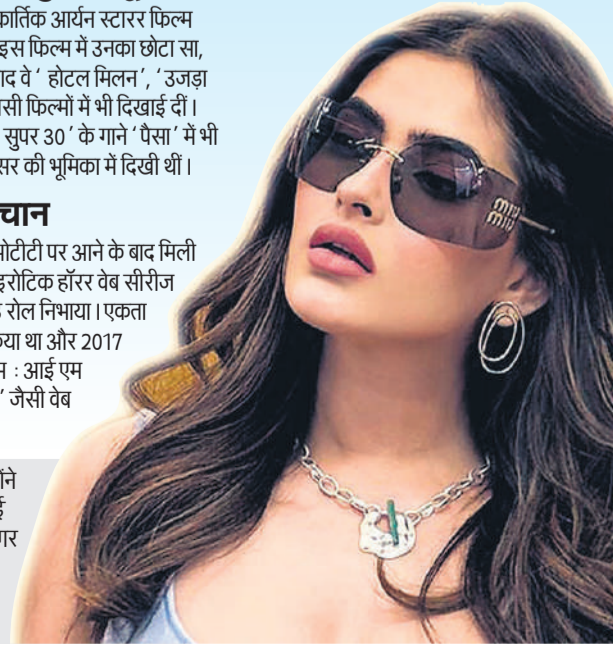 कार्तिक आर्यन स्टारर फिल्म
इस फिल्म में उनका छोटा सा,
वे ‘ होटल मिलन’, ‘उजड़ा
फिल्मों में भी दिखाई दीं।
सुपर 30 ’ के गाने ‘पैसा’ में भी
की भूमिका में दिखी थीं।
ओटीटी पर आने के बाद मिली
इरोटिक हॉरर वेब सीरीज
रोल निभाया। एकता
था और 2017
: आई एम
’ जैसी वेब
miu
miu